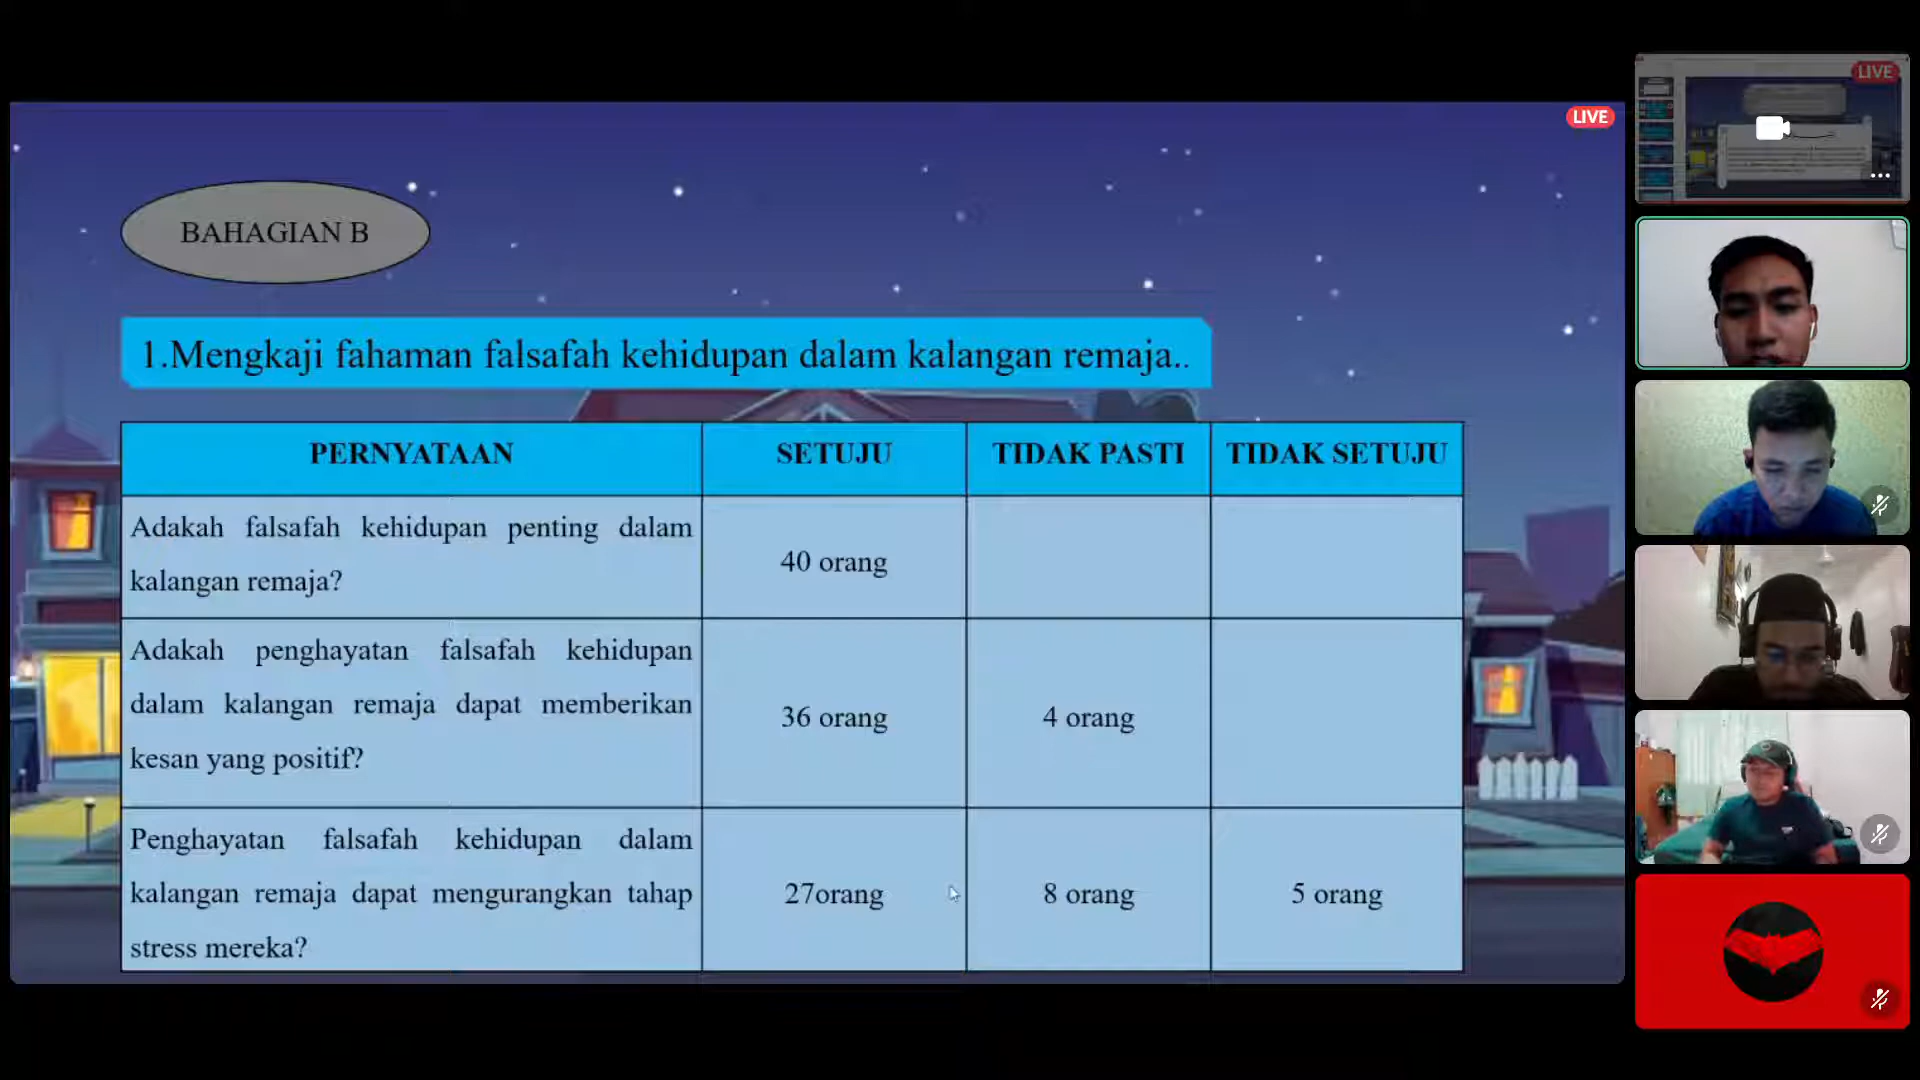 LIVE
LIVE
BAHAGIAN B
1.Mengkaji fahaman falsafah kehidupan dalam kalangan remaja..
PERNYATAAN SETUJU TIDAK PASTI TIDAK SETUJU
Adakah falsafah kehidupan penting dalam
kalangan remaja?
40 orang
Adakah penghayatan falsafah kehidupan
dalam kalangan remaja dapat memberikan
kesan yang positif?
36 orang
4 orang
Penghayatan falsafah kehidupan dalam
kalangan remaja dapat mengurangkan tahap
stress mereka?
27orang
8 orang
5 orang